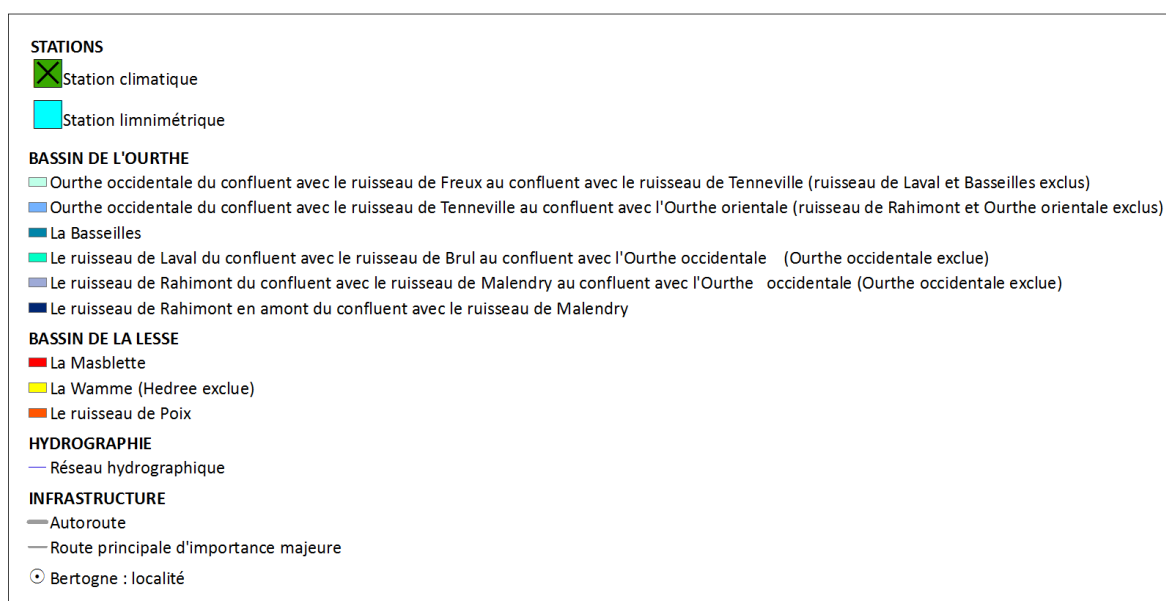 STATIONS
Station climatique
Station limnimétrique
BASSIN DE L'OURTHE
Ourthe occidentale du confluent avec le ruisseau de Freux au confluent avec le ruisseau de Tenneville (ruisseau de Laval et Basseilles exclus)
Ourthe occidentale du confluent avec le ruisseau de Tenneville au confluent avec l'Ourthe orientale (ruisseau de Rahimont et Ourthe orientale exclus)
La Basseilles
Le ruisseau de Laval du confluent avec le ruisseau de Brul au confluent avec l'Ourthe occidentale (Ourthe occidentale exclue)
Le ruisseau de Rahimont du confluent avec le ruisseau de Malendry au confluent avec l'Ourthe occidentale (Ourthe occidentale exclue)
Le ruisseau de Rahimont en amont du confluent avec le ruisseau de Malendry
BASSIN DE LA LESSE
La Masblette
La Wamme (Hedree exclue)
Le ruisseau de Poix
HYDROGRAPHIE
Réseau hydrographique
INFRASTRUCTURE
Autoroute
Route principale d'importance majeure
Bertogne : localité